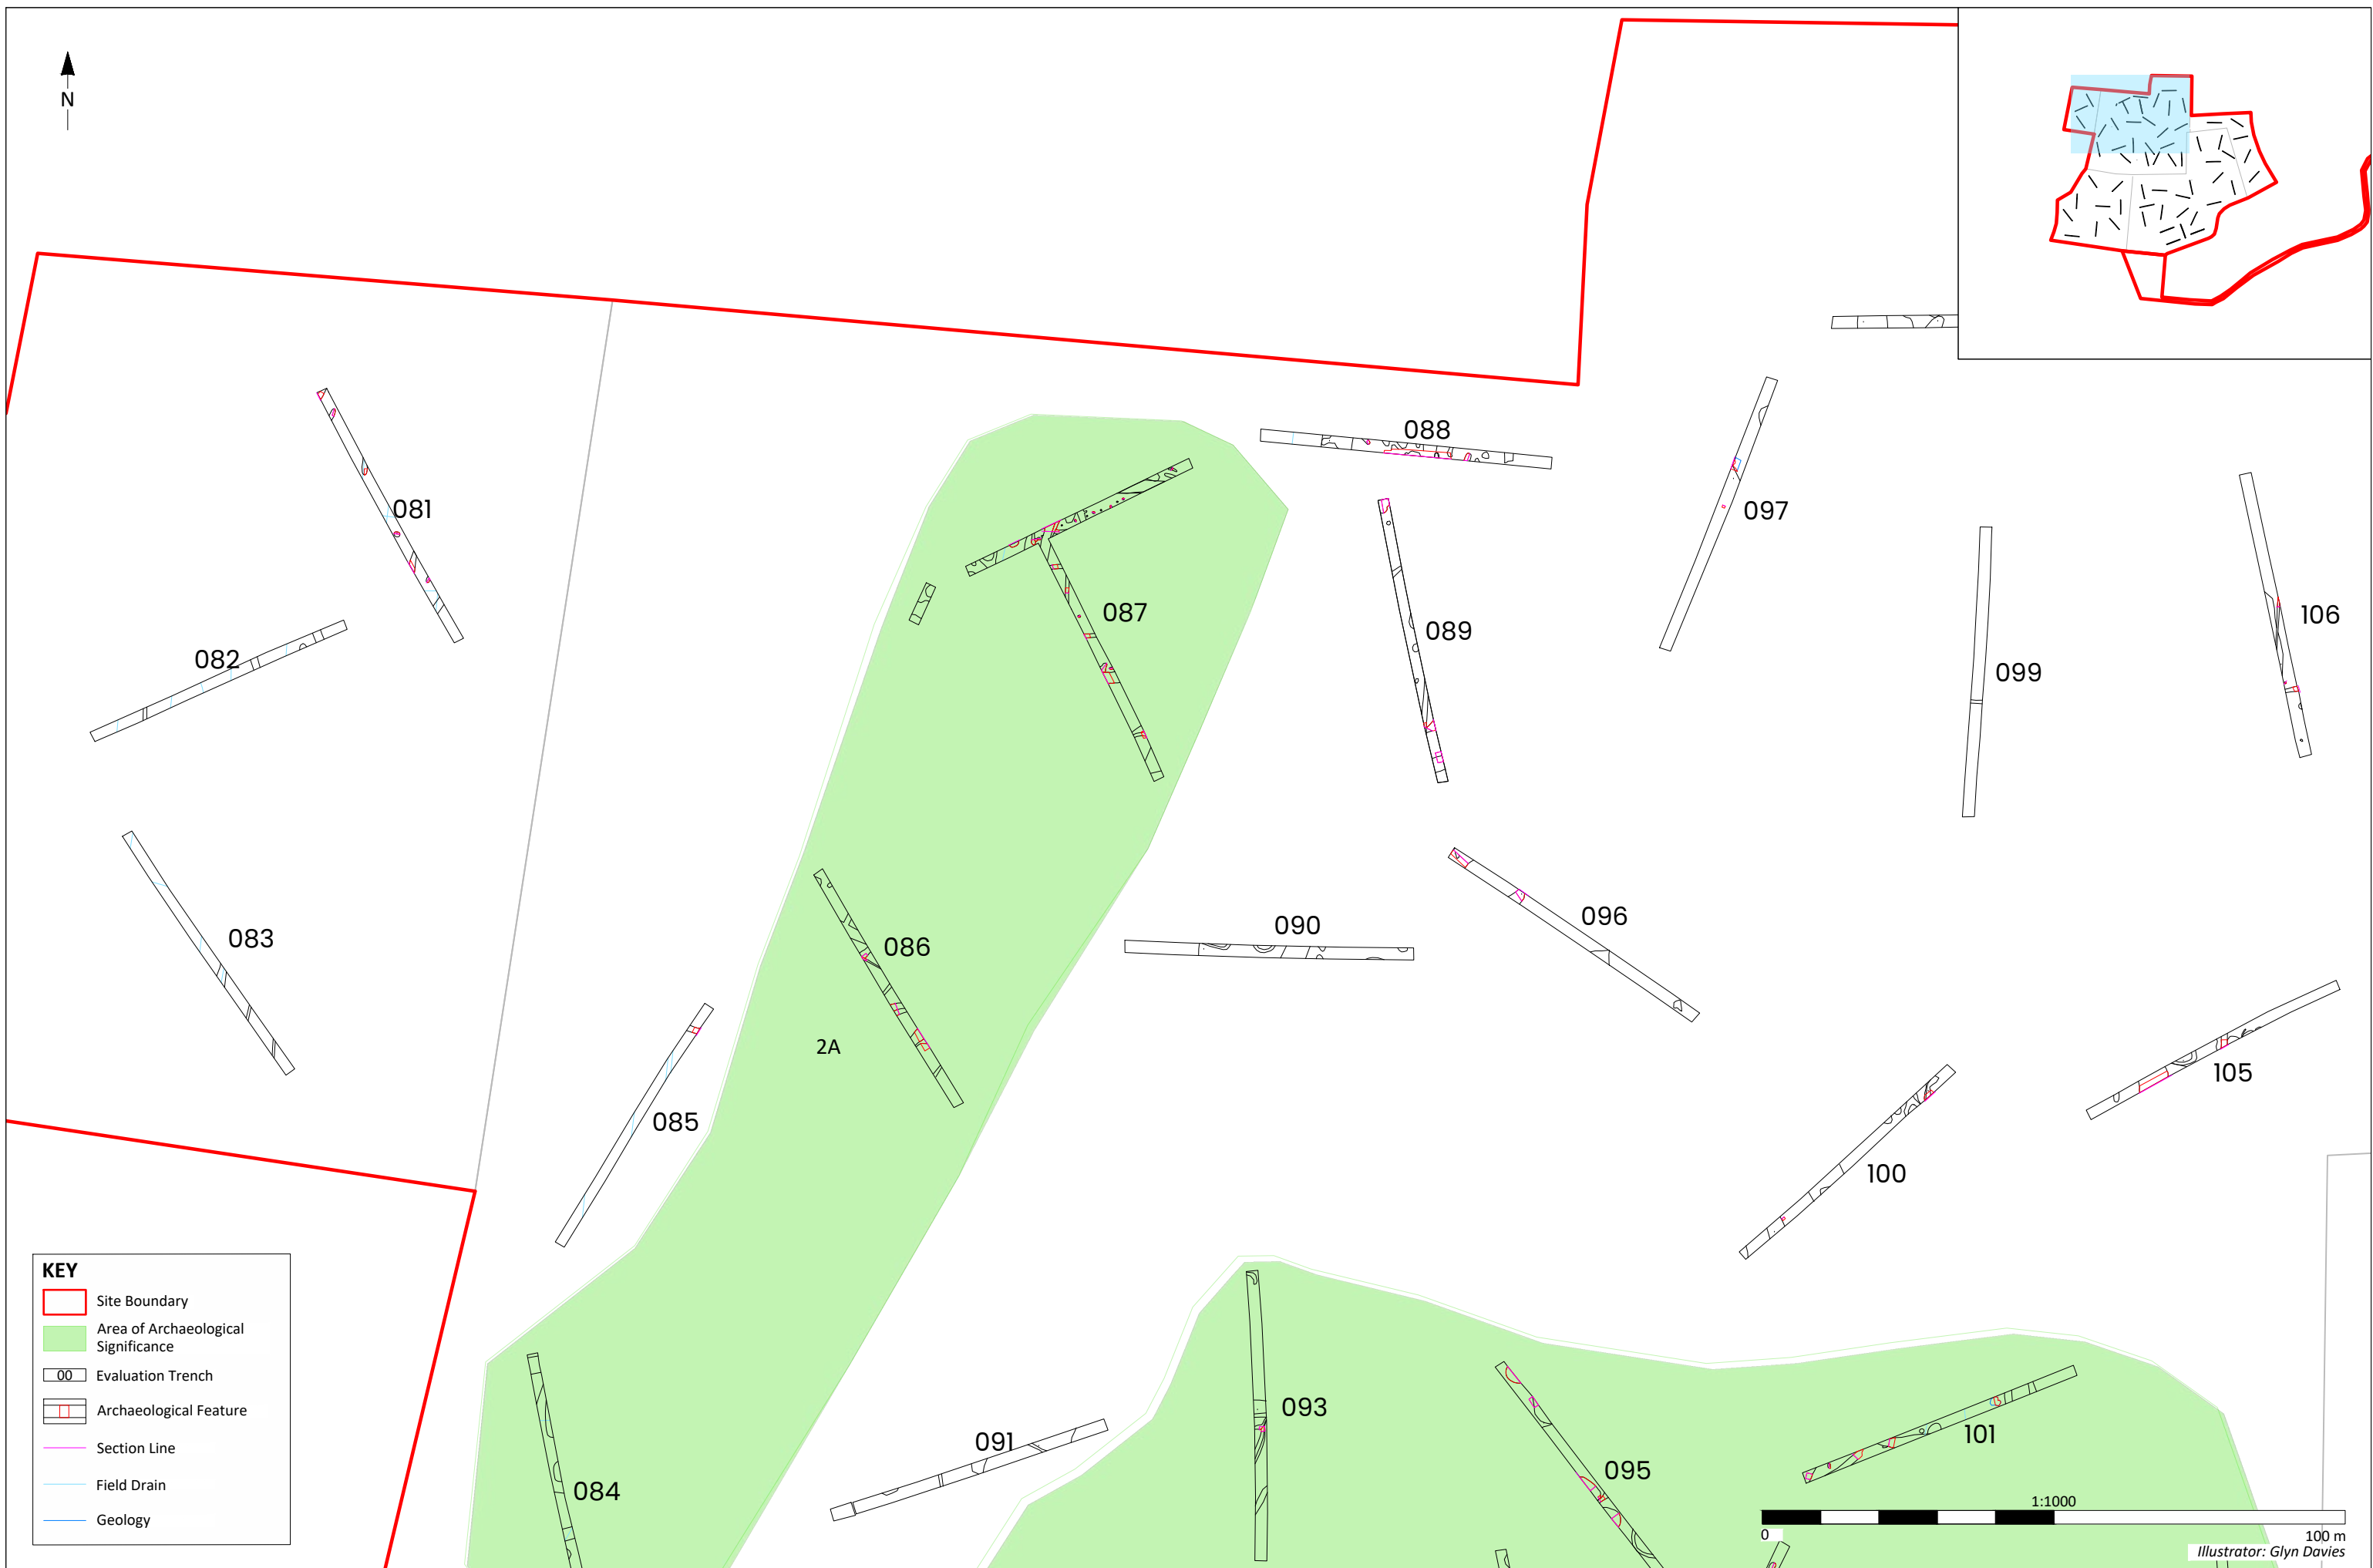 N
088
081
097
087
106
089
082
099
096
090
083
086
2A
105
085
100
KEY
Site Boundary
Area of Archaeological
Significance
00 Evaluation Trench
Archaeological Feature
Section Line
Field Drain
Geology
093
101
091
095
084
1:1000
0
100 m
Illustrator: Glyn Davies